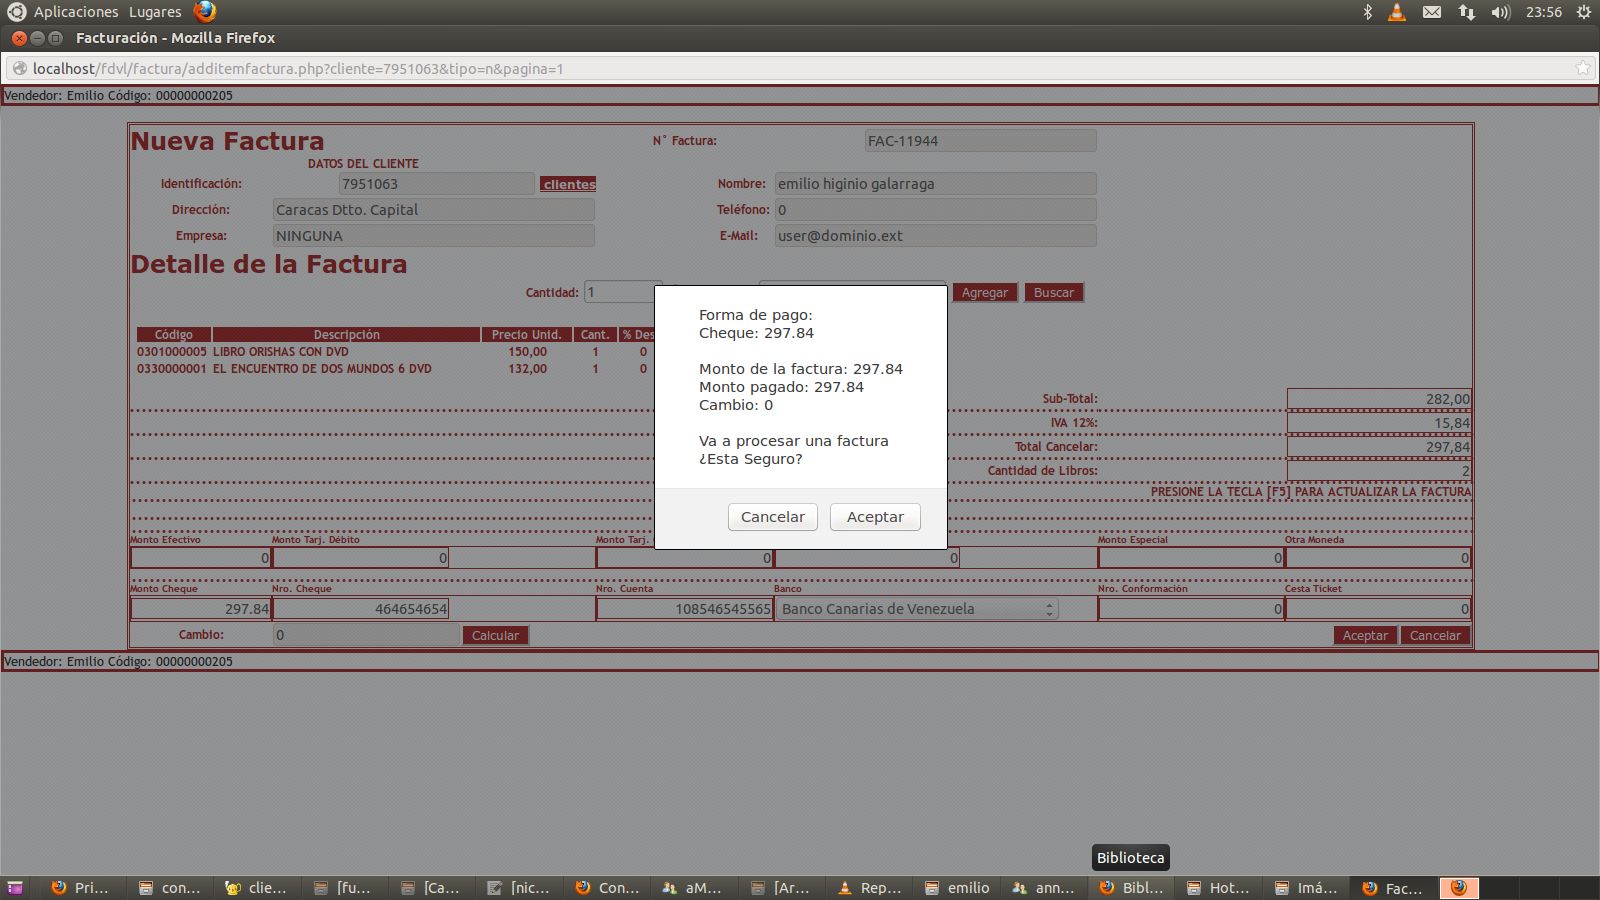 Aplicaciones Lugares 23:56
Facturación - Mozilla Firefox
localhost/fdvl/factura/additemfactura.php?cliente=7951063&tipo=n&pagina=1
Vendedor: Emilio Código: 00000000205
Nueva Factura N° Factura: FAC-11944
DATOS DEL CLIENTE
Identificación: 7951063 clientes Nombre: emilio higinio galarraga
Dirección: Caracas Dtto. Capital Teléfono: 0
Empresa: NINGUNA E-Mail: user@dominio.ext
Detalle de la Factura
Cantidad: 1 Agregar Buscar
Código Descripción Precio Unid. Cant. % Des
0301000005 LIBRO ORISHAS CON DVD 150,00 1 0
0330000001 EL ENCUENTRO DE DOS MUNDOS 6 DVD 132,00 1 0
Sub-Total: 282,00
IVA 12%: 15,84
Total Cancelar: 297,84
Cantidad de Libros: 2
PRESIONE LA TECLA [F5] PARA ACTUALIZAR LA FACTURA
Forma de pago:
Cheque: 297.84
Monto de la factura: 297.84
Monto pagado: 297.84
Cambio: 0
Va a procesar una factura
¿Esta Seguro?
Cancelar Aceptar
Monto Efectivo Monto Tarj. Débito Monto Tarj. Monto Especial Otra Moneda
0 0 0 0 0 0
Monto Cheque Nro. Cheque Nro. Cuenta Banco Nro. Conformación Cesta Ticket
297.84 464654654 108546545565 Banco Canarias de Venezuela 0 0
Cambio: 0 Calcular Aceptar Cancelar
Vendedor: Emilio Código: 00000000205
Biblioteca
Pri... con... clie... [fu... [Ca... [nic... Con... aM... [Ar... Rep... emilio ann... Bibl... Hot... Imá... Fac...